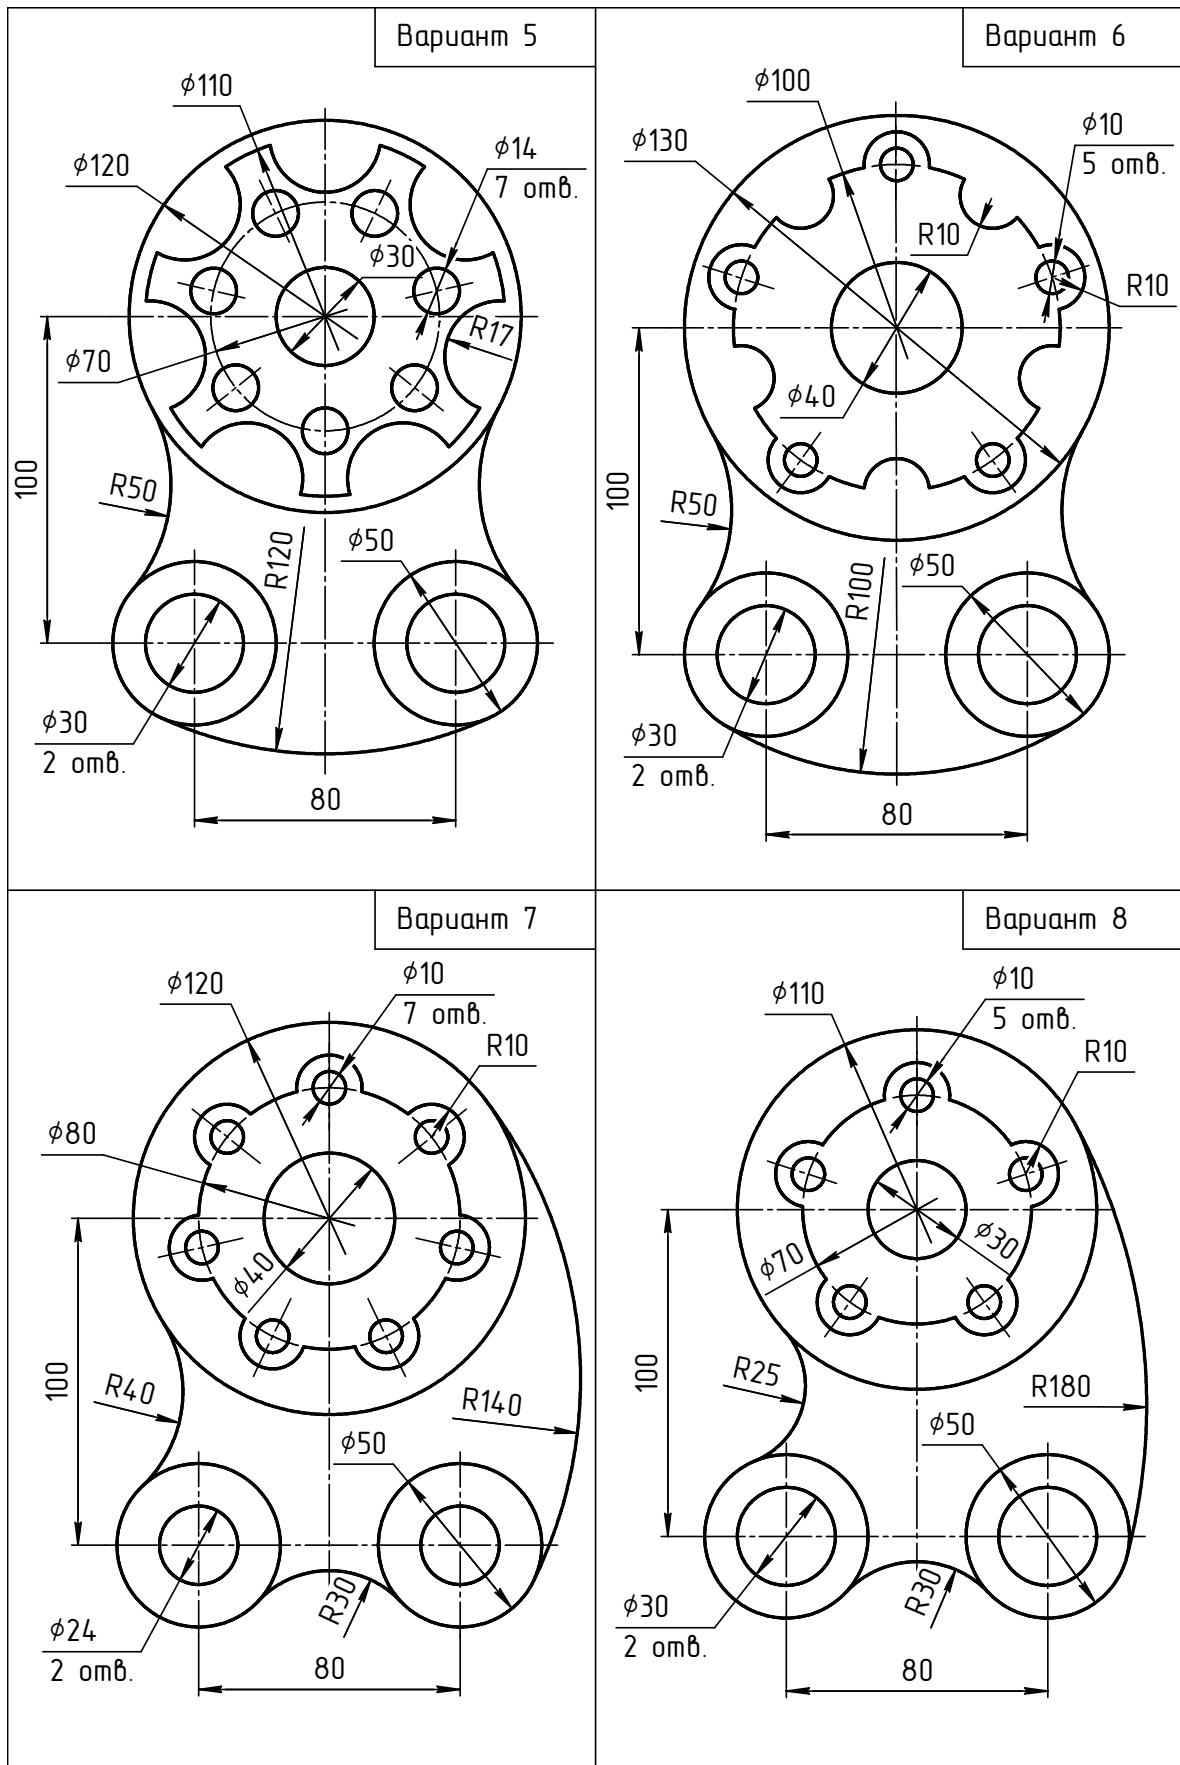 Вариант 5
ϕ110
ϕ120
ϕ14
7 отв.
ϕ30
R17
ϕ70
100
R50
R120
ϕ50
ϕ30
2 отв.
80
Вариант 6
ϕ100
ϕ130
ϕ10
5 отв.
R10
R10
ϕ40
100
R50
R100
ϕ50
ϕ30
2 отв.
80
Вариант 7
ϕ120
ϕ10
7 отв.
R10
ϕ80
ϕ40
100
R40
R140
ϕ50
R30
ϕ24
2 отв.
80
Вариант 8
ϕ110
ϕ10
5 отв.
R10
ϕ70
ϕ30
100
R25
R180
ϕ50
R30
ϕ30
2 отв.
80